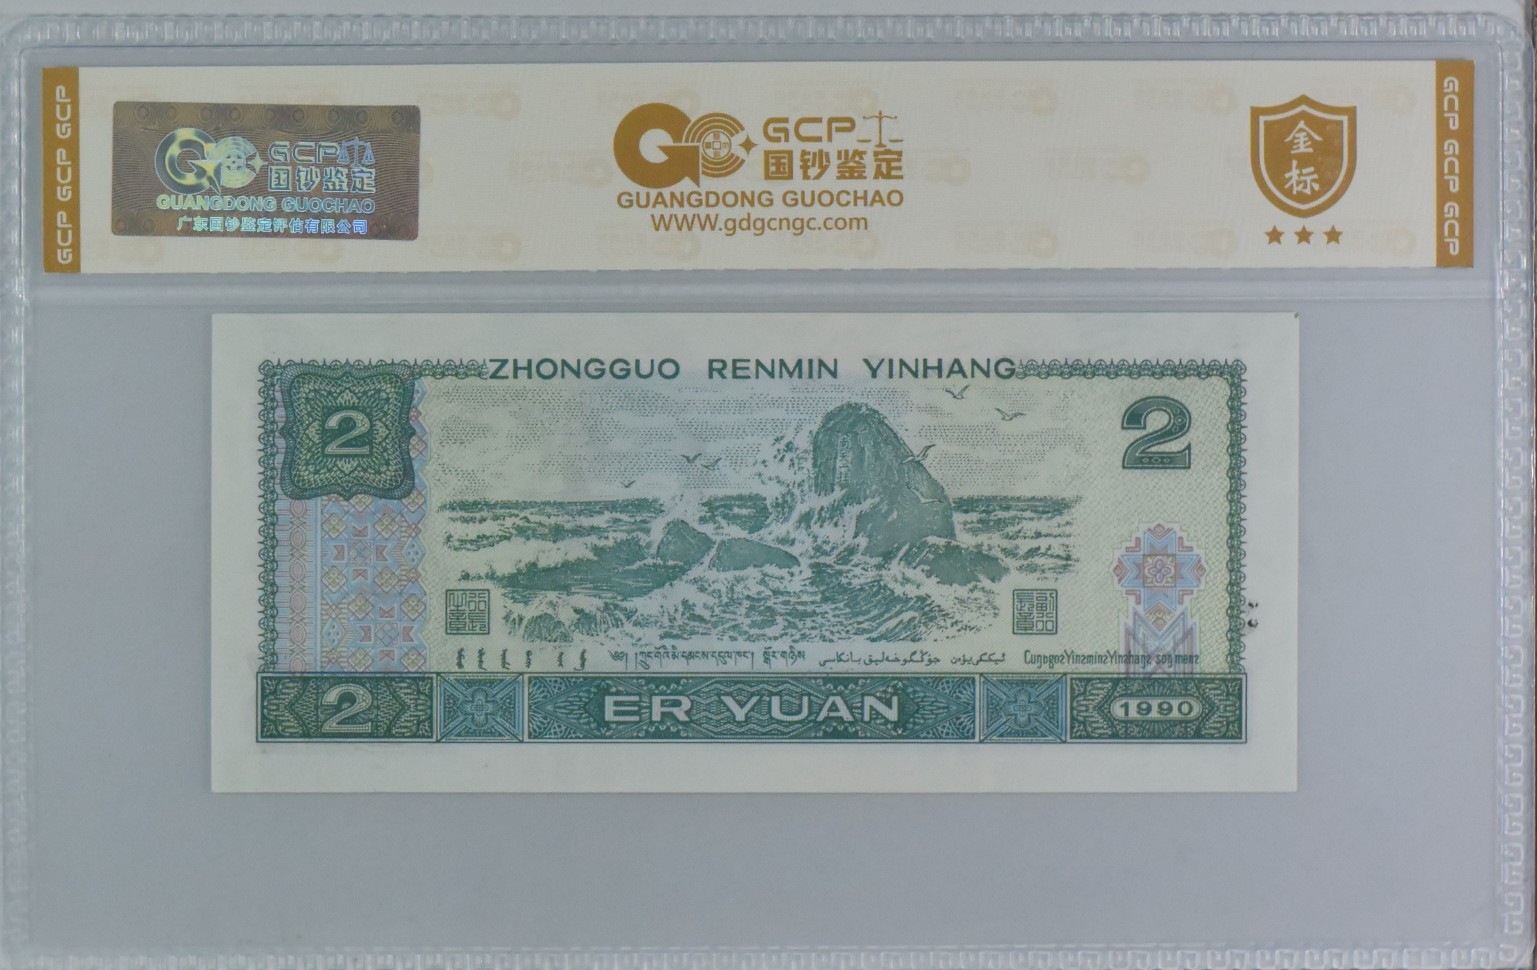 GCP GCP GCP
GCP
国钞鉴定
GUANGDONG GUOCHAO
广东国钞鉴定评估有限公司
GCP
国钞鉴定
GUANGDONG GUOCHAO
WWW.gdgcngc.com
金
标
GCP GCP GCP
ZHONGGUO RENMIN YINHANG
2
2
2
ER YUAN
1990